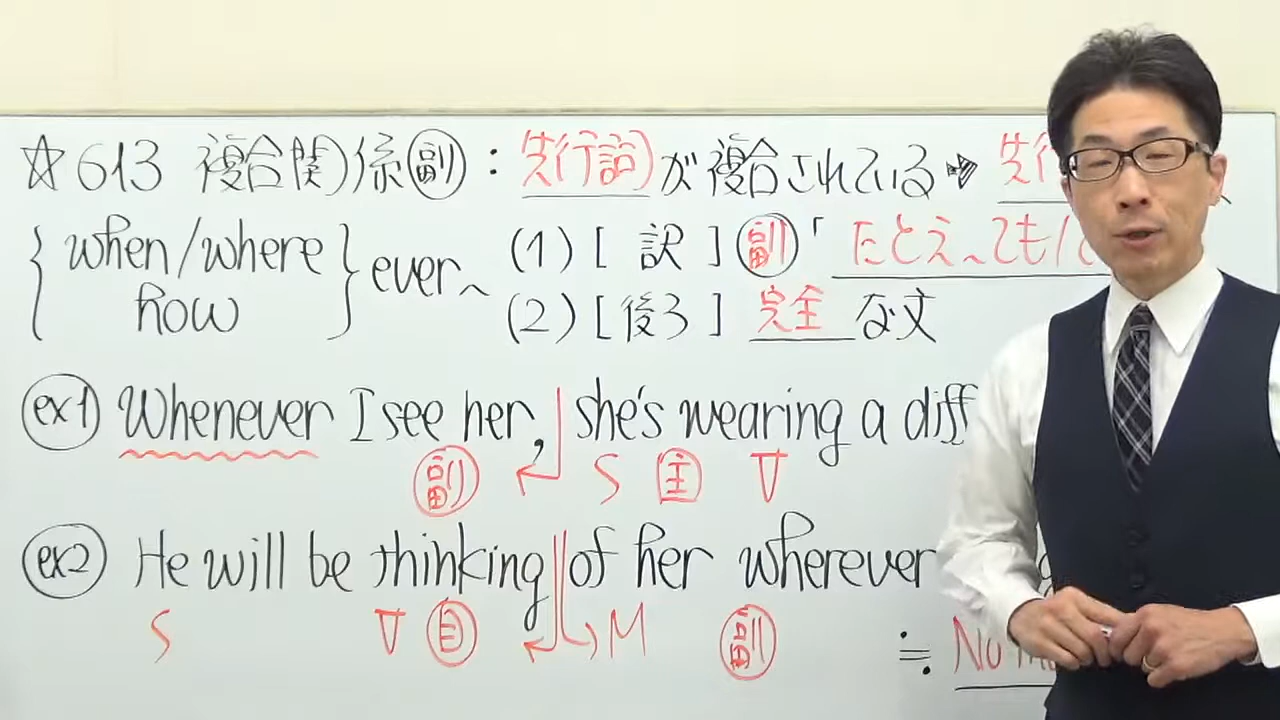 ☆613 複合関係副：先行詞が複合されている➾先行
{when/where
how} ever~
(1)[訳]副「たとえ~ても/
(2)[後ろ]完全な文
ex1 Whenever I see her, she's wearing a diff
副 S 主 V
ex2 He will be thinking of her wherever
S V 自 M 副
≒ No